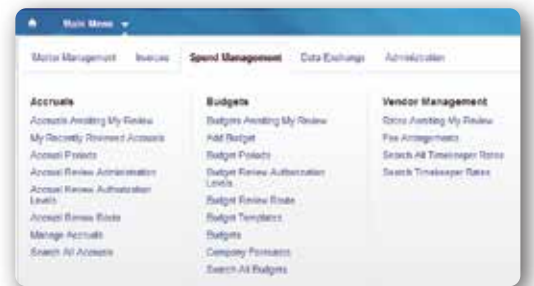 Main Menu
Matter Management Invoices Spend Management Data Exchange Administration
Accruals
Accruals Awaiting My Review
My Recently Reviewed Accruals
Accrual Periods
Accrual Review Administration
Accrual Review Authorization
Levels
Accrual Review Route
Manage Accruals
Search All Accruals
Budgets
Budgets Awaiting My Review
Add Budget
Budget Periods
Budget Review Authorization
Levels
Budget Review Route
Budget Templates
Budgets
Company Forecasts
Search All Budgets
Vendor Management
Rates Awaiting My Review
Fee Arrangements
Search All Timekeeper Rates
Search Timekeeper Rates